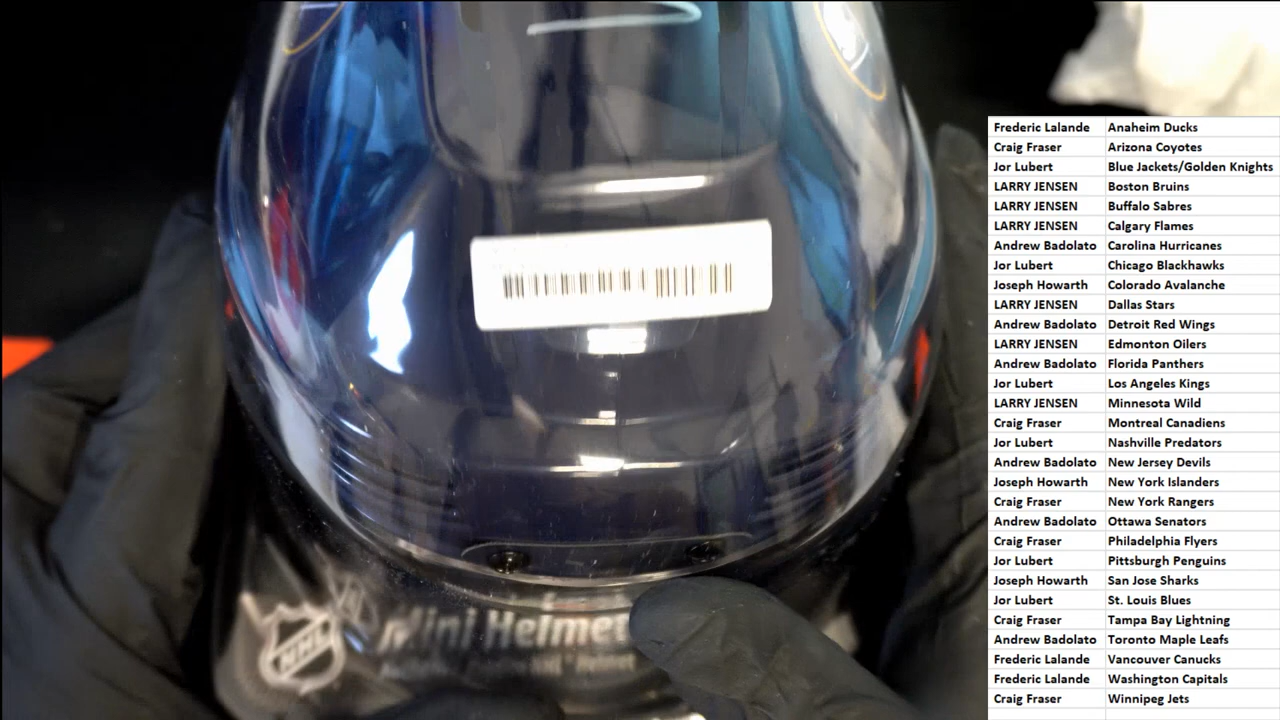 NHL
Mini Helmet
Frederic Lalande Anaheim Ducks
Craig Fraser Arizona Coyotes
Jor Lubert Blue Jackets/Golden Knights
LARRY JENSEN Boston Bruins
LARRY JENSEN Buffalo Sabres
LARRY JENSEN Calgary Flames
Andrew Badolato Carolina Hurricanes
Jor Lubert Chicago Blackhawks
Joseph Howarth Colorado Avalanche
LARRY JENSEN Dallas Stars
Andrew Badolato Detroit Red Wings
LARRY JENSEN Edmonton Oilers
Andrew Badolato Florida Panthers
Jor Lubert Los Angeles Kings
LARRY JENSEN Minnesota Wild
Craig Fraser Montreal Canadiens
Jor Lubert Nashville Predators
Andrew Badolato New Jersey Devils
Joseph Howarth New York Islanders
Craig Fraser New York Rangers
Andrew Badolato Ottawa Senators
Craig Fraser Philadelphia Flyers
Jor Lubert Pittsburgh Penguins
Joseph Howarth San Jose Sharks
Jor Lubert St. Louis Blues
Craig Fraser Tampa Bay Lightning
Andrew Badolato Toronto Maple Leafs
Frederic Lalande Vancouver Canucks
Frederic Lalande Washington Capitals
Craig Fraser Winnipeg Jets